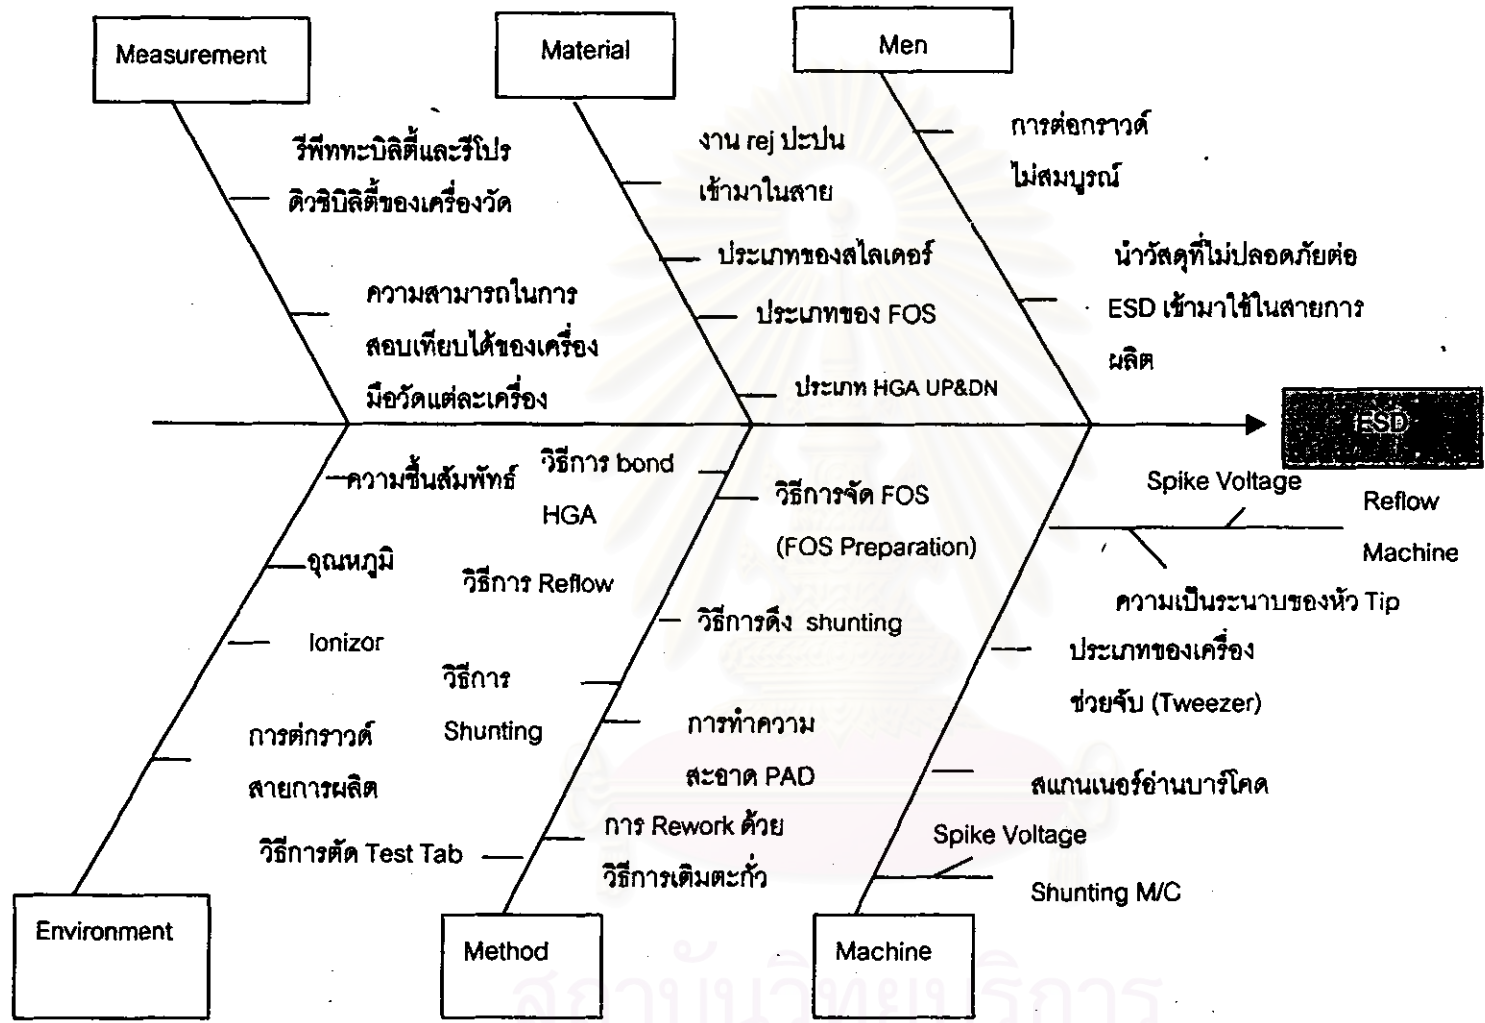 Measurement
Material
Men
รีพีททะบิลิตี้และรีโปร
ดิวซิบิลิตี้ของเครื่องวัด
ความสามารถในการ
สอบเทียบได้ของเครื่อง
มือวัดแต่ละเครื่อง
งาน rej ปะปน
เข้ามาในสาย
ประเภทของสไลเดอร์
ประเภทของ FOS
ประเภท HGA UP&DN
การต่อกราวด์
ไม่สมบูรณ์
นำวัสดุที่ไม่ปลอดภัยต่อ
ESD เข้ามาใช้ในสายการ
ผลิต
ESD
ความชื้นสัมพัทธ์
อุณหภูมิ
Ionizor
การต่กราวด์
สายการผลิต
วิธีการ bond
HGA
วิธีการ Reflow
วิธีการ
Shunting
วิธีการตัด Test Tab
วิธีการจัด FOS
(FOS Preparation)
วิธีการดึง shunting
การทำความ
สะอาด PAD
การ Rework ด้วย
วิธีการเติมตะกั่ว
Spike Voltage
Reflow
Machine
ความเป็นระนาบของหัว Tip
ประเภทของเครื่อง
ช่วยจับ (Tweezer)
สแกนเนอร์อ่านบาร์โคด
Spike Voltage
Shunting M/C
Environment
Method
Machine
สถาบันวิทยบริการ